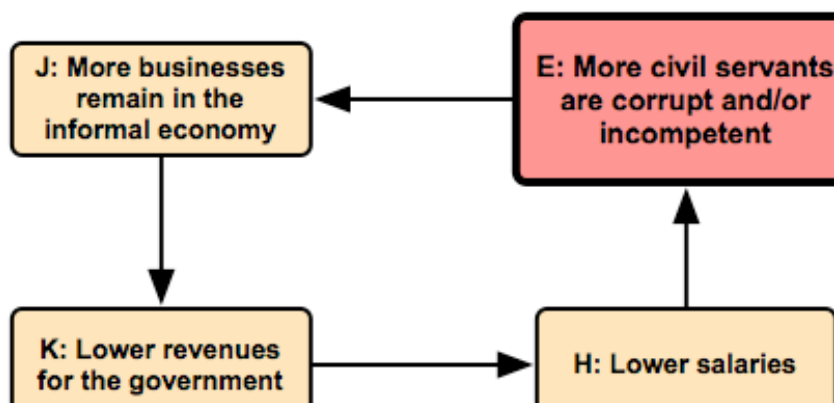 J: More businesses
remain in the
informal economy
E: More civil servants
are corrupt and/or
incompetent
K: Lower revenues
for the government
H: Lower salaries